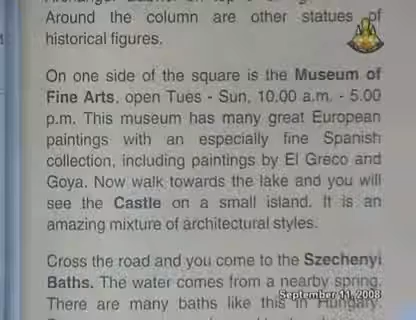 Around the column are other statues of
historical figures.
On one side of the square is the Museum of
Fine Arts, open Tues - Sun, 10.00 a.m. - 5.00
p.m. This museum has many great European
paintings with an especially fine Spanish
collection, including paintings by El Greco and
Goya. Now walk towards the lake and you will
see the Castle on a small island. It is an
amazing mixture of architectural styles.
Cross the road and you come to the Szechenyi
Baths. The water comes from a nearby spring.
There are many baths like this in Hungary.
September 11, 2008